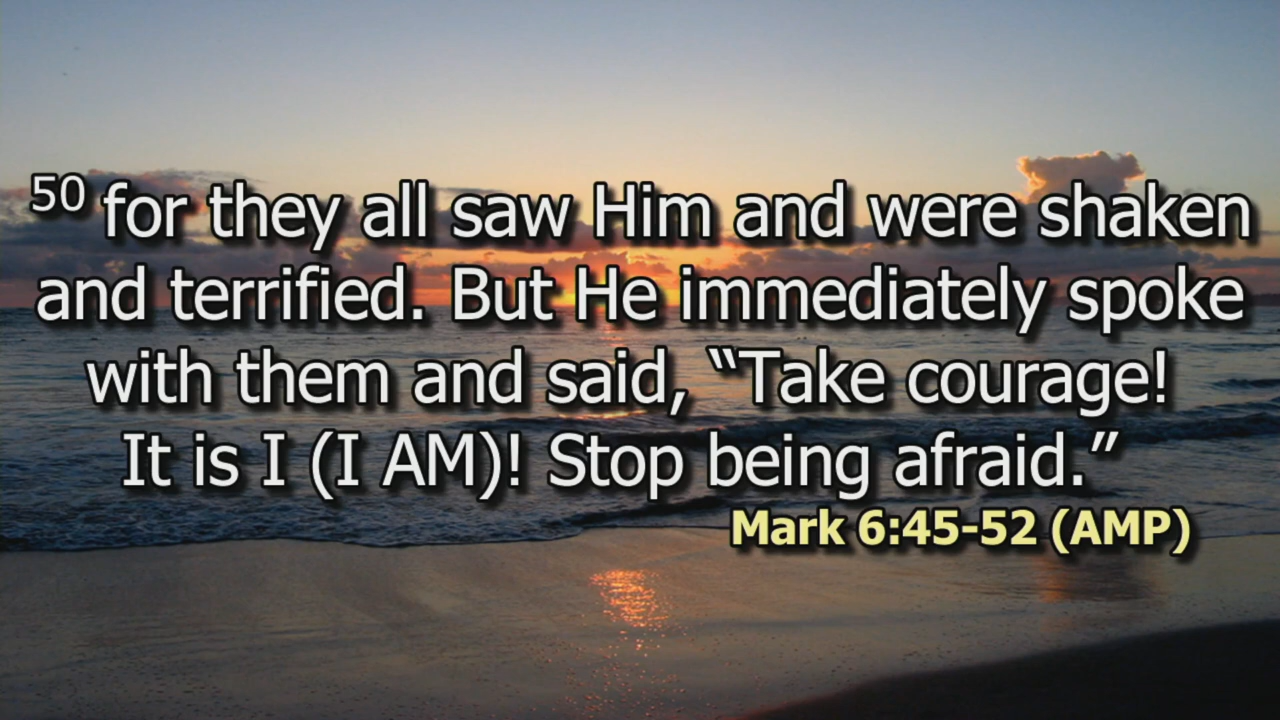 50 for they all saw Him and were shaken
and terrified. But He immediately spoke
with them and said, “Take courage!
It is I (I AM)! Stop being afraid.”
Mark 6:45-52 (AMP)